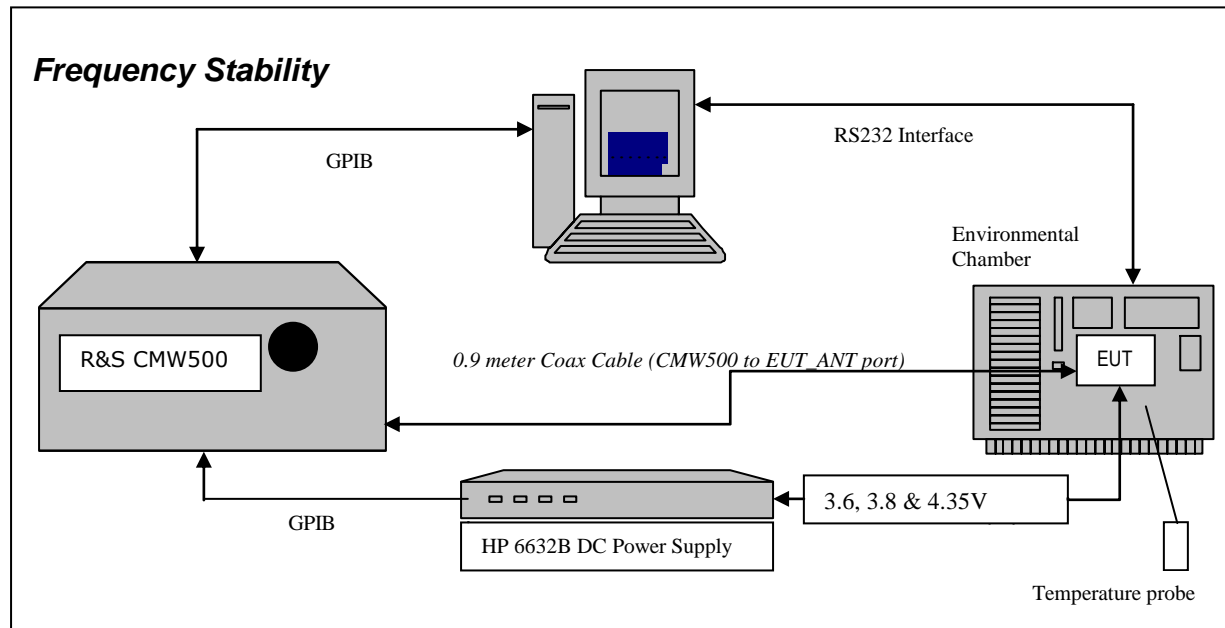 Frequency Stability
GPIB
RS232 Interface
Environmental
Chamber
R&S CMW500
0.9 meter Coax Cable (CMW500 to EUT_ANT port)
EUT
3.6, 3.8 & 4.35V
GPIB
HP 6632B DC Power Supply
Temperature probe